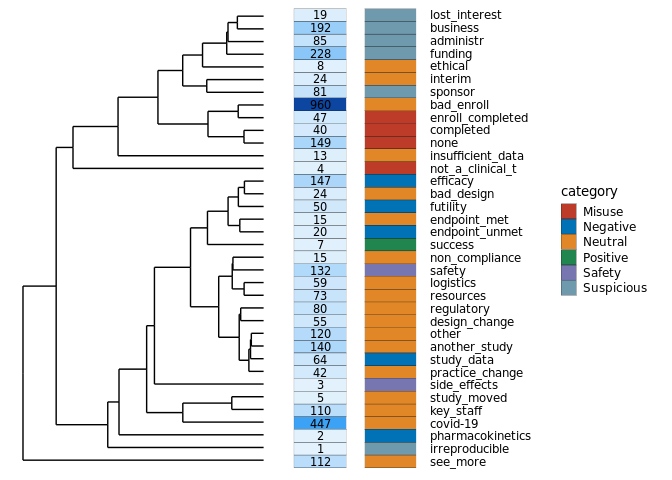 19 lost_interest
192 business
85 administr
228 funding
8 ethical
24 interim
81 sponsor
960 bad_enroll
47 enroll_completed
40 completed
149 none
13 insufficient_data
4 not_a_clinical_t
147 efficacy
24 bad_design
50 futility
15 endpoint_met
20 endpoint_unmet
7 success
15 non_compliance
132 safety
59 logistics
73 resources
80 regulatory
55 design_change
120 other
140 another_study
64 study_data
42 practice_change
3 side_effects
5 study_moved
110 key_staff
447 covid-19
2 pharmacokinetics
1 irreproducible
112 see_more
category
Misuse
Negative
Neutral
Positive
Safety
Suspicious